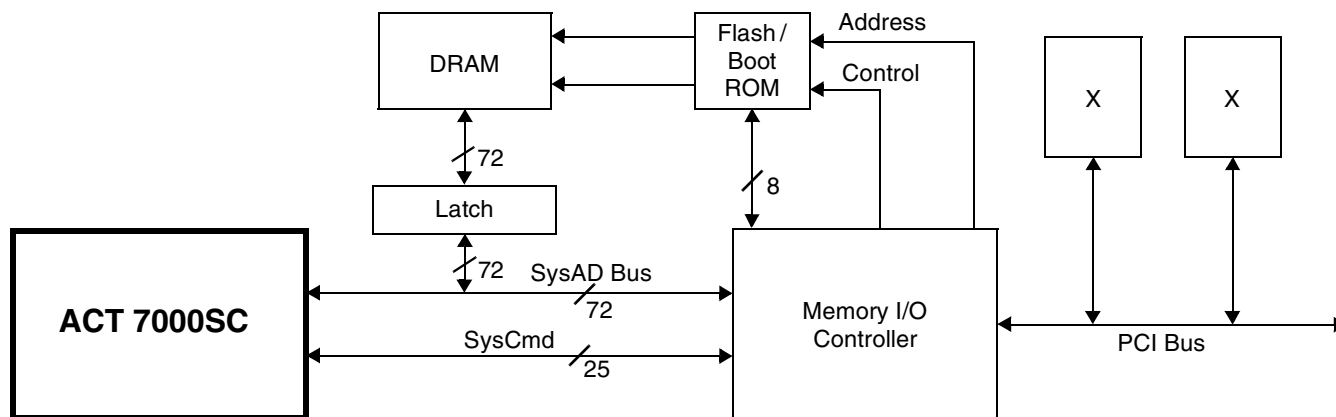 DRAM
Flash /
Boot
ROM
Address
Control
X
X
72
8
Latch
72
SysAD Bus
72
ACT 7000SC
SysCmd
25
Memory I/O
Controller
PCI Bus